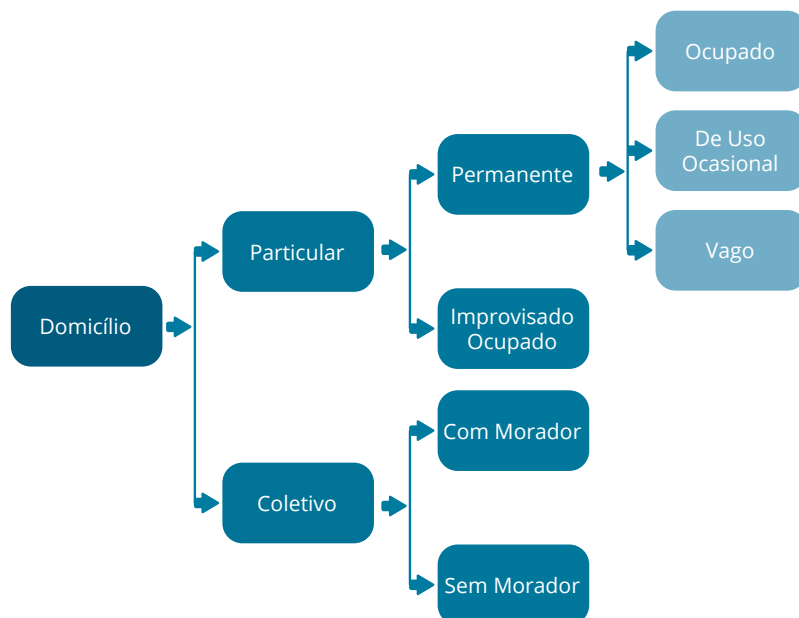 Ocupado
De Uso
Ocasional
Permanente
Vago
Particular
Domicílio
Improvisado
Ocupado
Com Morador
Coletivo
Sem Morador